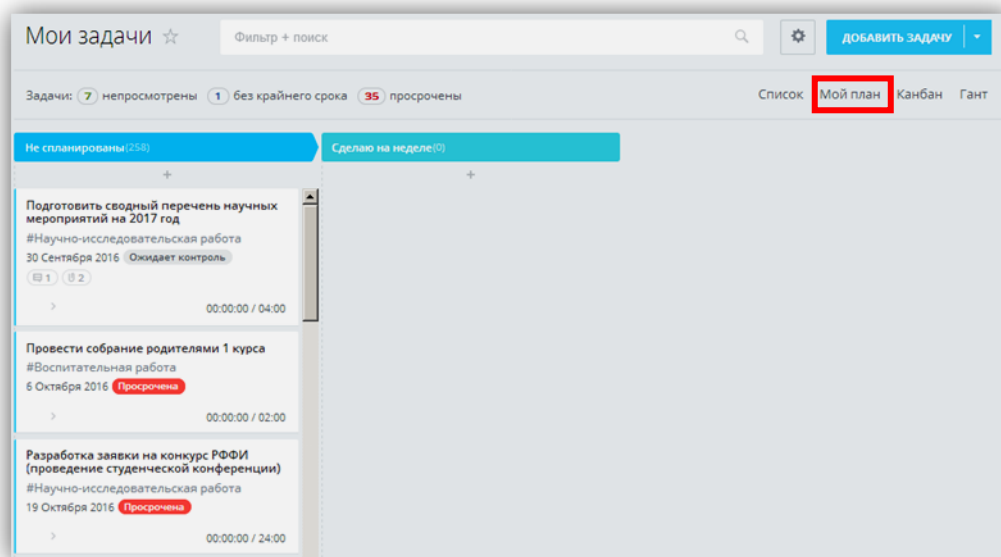 Мои задачи
Фильтр + поиск
ДОБАВИТЬ ЗАДАЧУ
Задачи: 7 непросмотрены 1 без крайнего срока 35 просрочены
Список Мой план Канбан Гант
Не спланированы (258)
Сделаю на неделе (0)
+
+
Подготовить сводный перечень научных
мероприятий на 2017 год
#Научно-исследовательская работа
30 Сентября 2016 Ожидает контроль
1 2
00:00:00 / 04:00
Провести собрание родителями 1 курса
#Воспитательная работа
6 Октября 2016 Просрочена
00:00:00 / 02:00
Разработка заявки на конкурс РФФИ
(проведение студенческой конференции)
#Научно-исследовательская работа
19 Октября 2016 Просрочена
00:00:00 / 24:00